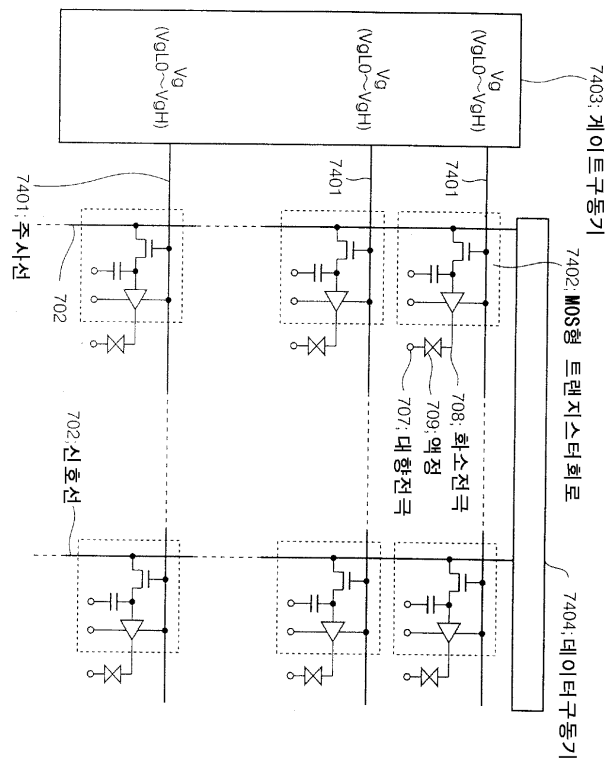 7403; 게이트구동기
Vg
(VgL0~VgH)
Vg
(VgL0~VgH)
Vg
(VgL0~VgH)
7401
7401
7401; 주사선
7402; MOS형 트랜지스터회로
702
708; 화소전극
709; 액정
707; 대향전극
702; 신호선
7404; 데이터구동기